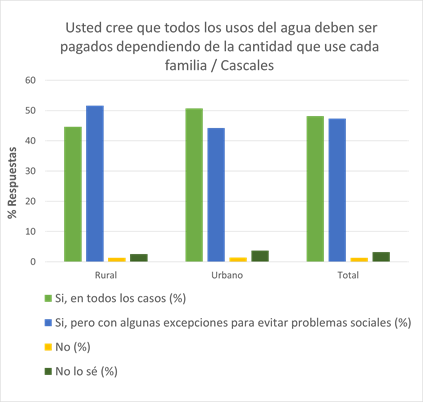 Usted cree que todos los usos del agua deben ser
pagados dependiendo de la cantidad que use cada
familia / Cascales
% Respuestas
60
50
40
30
20
10
0
Rural
Urbano
Total
Si, en todos los casos (%)
Si, pero con algunas excepciones para evitar problemas sociales (%)
No (%)
No lo sé (%)